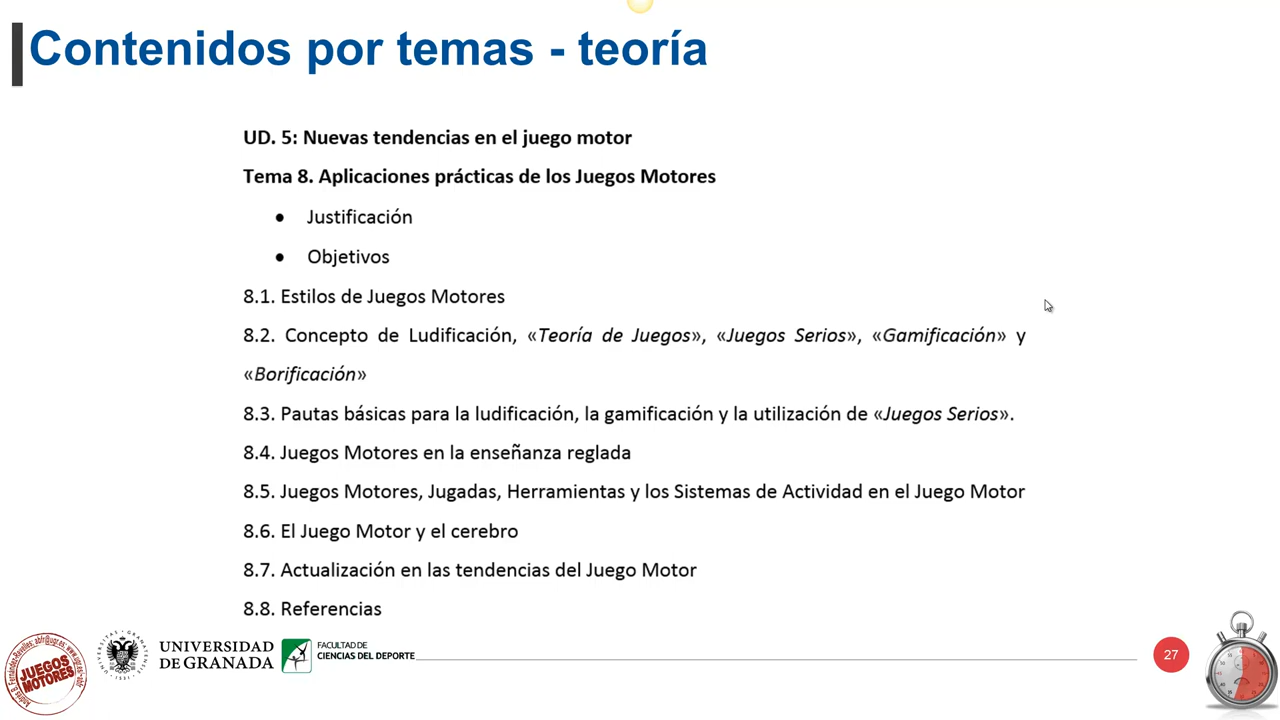 Contenidos por temas - teoría
UD. 5: Nuevas tendencias en el juego motor
Tema 8. Aplicaciones prácticas de los Juegos Motores
• Justificación
• Objetivos
8.1. Estilos de Juegos Motores
8.2. Concepto de Ludificación, «Teoría de Juegos», «Juegos Serios», «Gamificación» y
«Borificación»
8.3. Pautas básicas para la ludificación, la gamificación y la utilización de «Juegos Serios».
8.4. Juegos Motores en la enseñanza reglada
8.5. Juegos Motores, Jugadas, Herramientas y los Sistemas de Actividad en el Juego Motor
8.6. El Juego Motor y el cerebro
8.7. Actualización en las tendencias del Juego Motor
8.8. Referencias
JUEGOS
MOTORES
UNIVERSIDAD
DE GRANADA
FACULTAD DE
CIENCIAS DEL DEPORTE
27